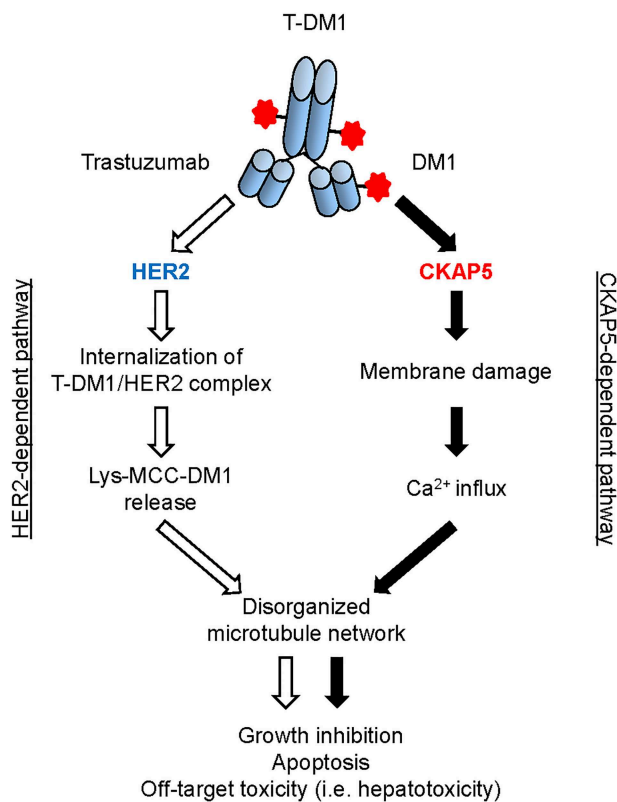 T-DM1
Trastuzumab
DM1
HER2
CKAP5
HER2-dependent pathway
CKAP5-dependent pathway
Internalization of
T-DM1/HER2 complex
Membrane damage
Lys-MCC-DM1
release
Ca²⁺ influx
Disorganized
microtubule network
Growth inhibition
Apoptosis
Off-target toxicity (i.e. hepatotoxicity)